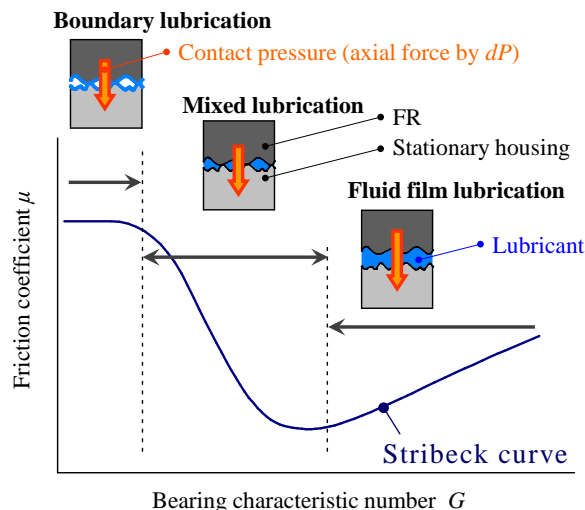 Boundary lubrication
Contact pressure (axial force by dP)
Mixed lubrication
FR
Stationary housing
Fluid film lubrication
Lubricant
Friction coefficient μ
Stribeck curve
Bearing characteristic number G